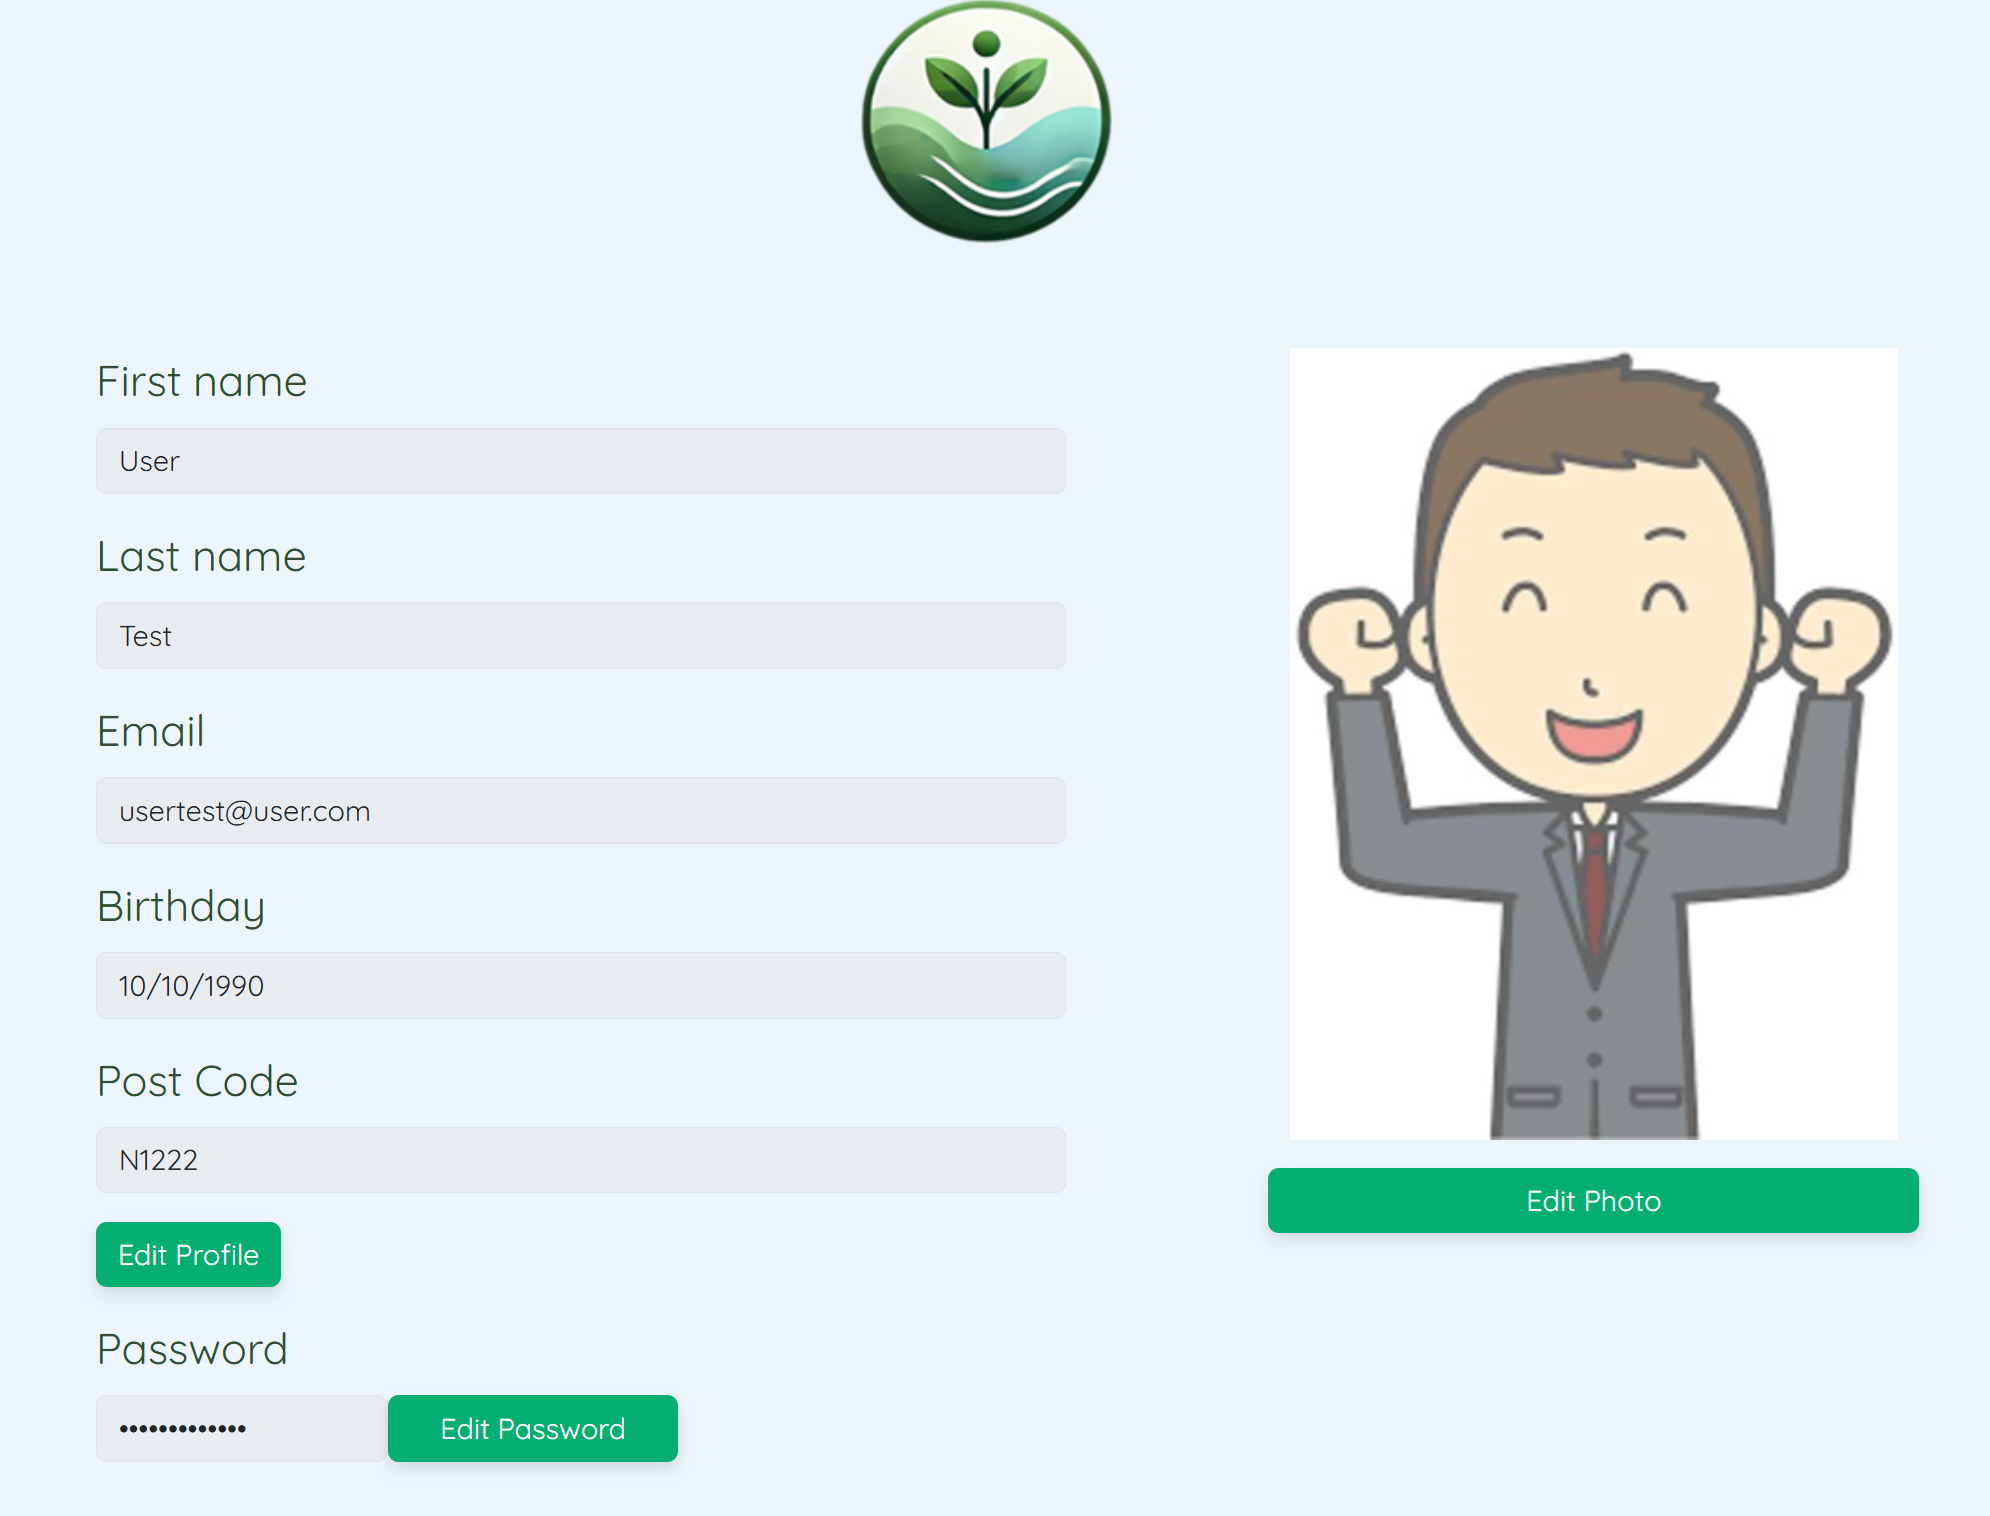 First name
User
Last name
Test
Email
usertest@user.com
Birthday
10/10/1990
Post Code
N1222
Edit Profile
Password
•••••••••••••
Edit Password
Edit Photo